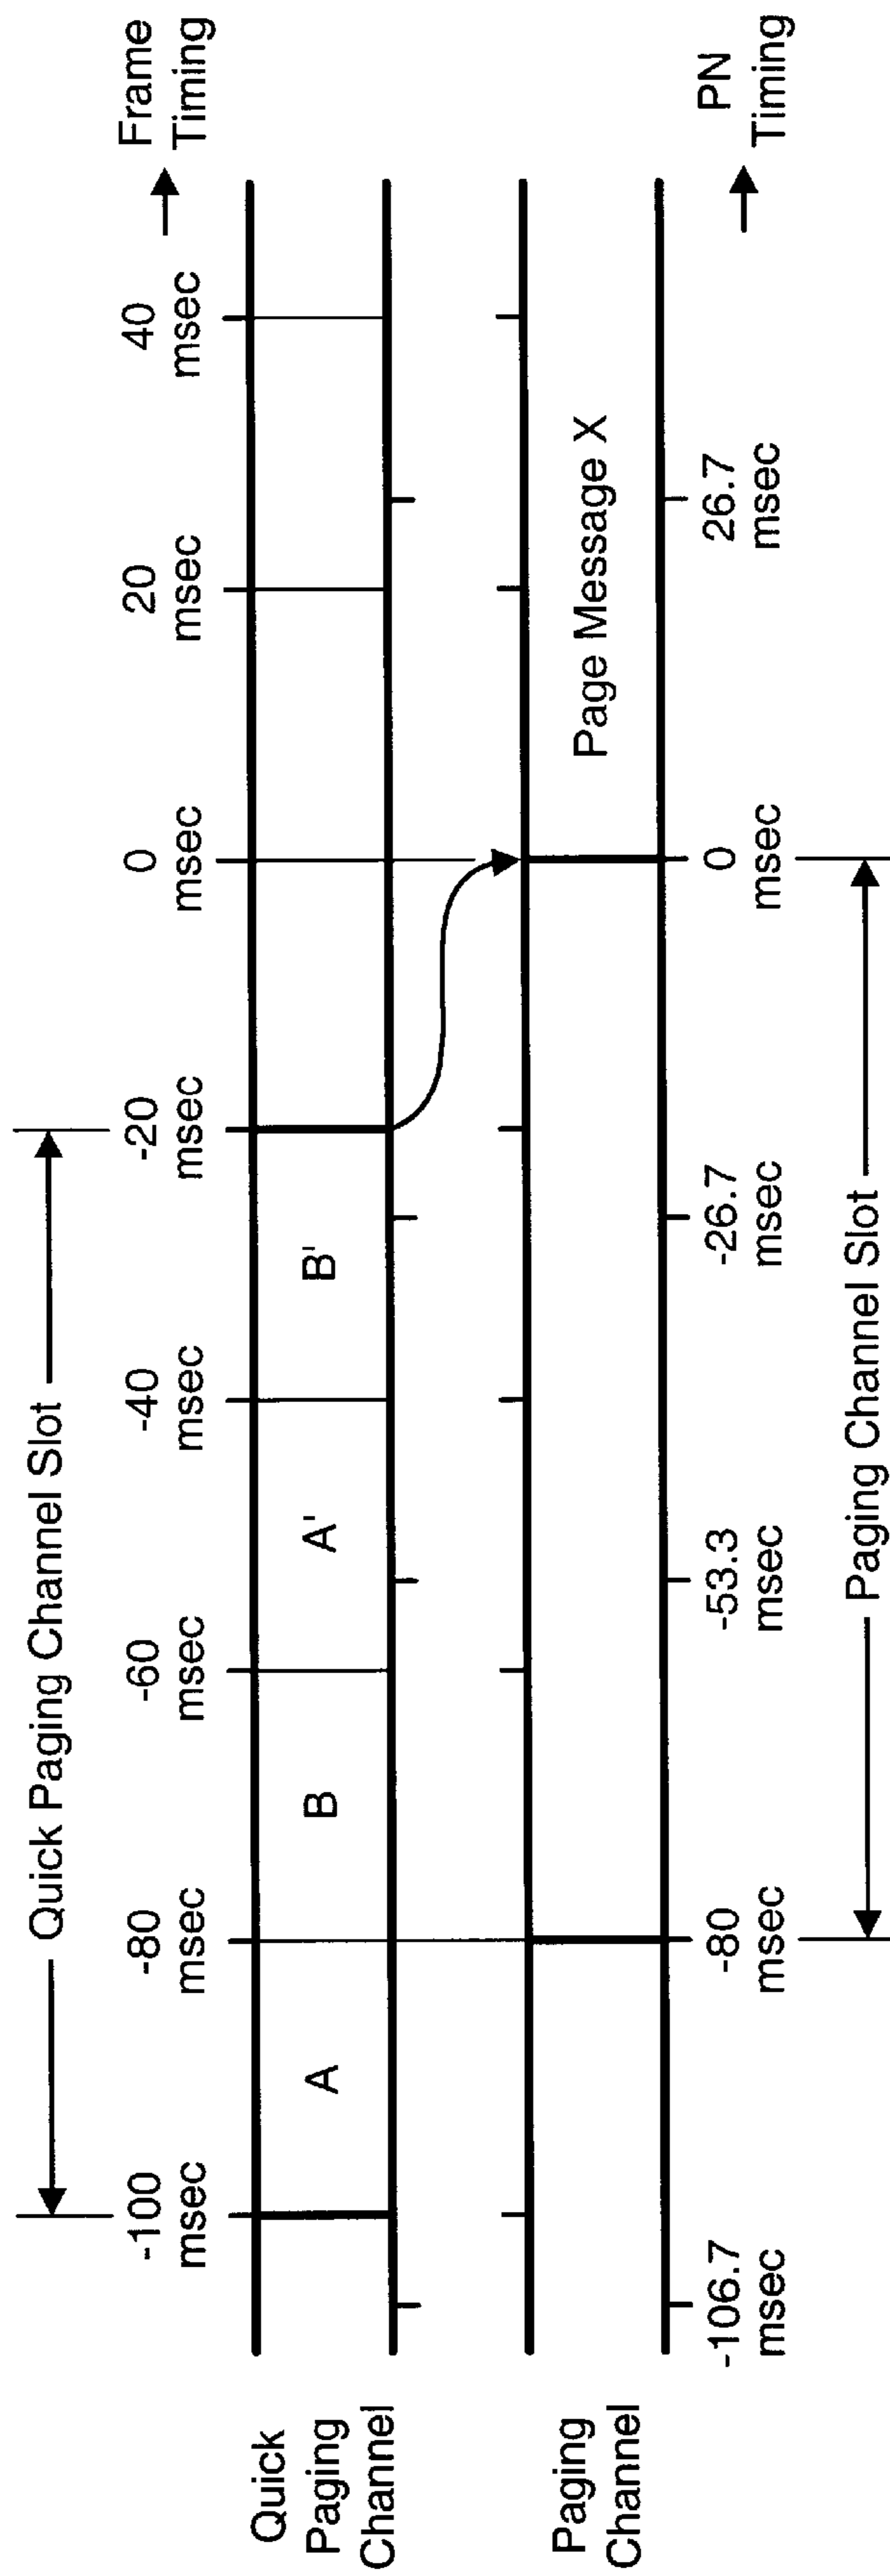 Quick Paging Channel Slot
-100
msec
-80
msec
-60
msec
-40
msec
-20
msec
0
msec
20
msec
40
msec
Frame
Timing
Quick
Paging
Channel
A
B
A'
B'
Paging
Channel
Page Message X
-106.7
msec
-80
msec
-53.3
msec
-26.7
msec
0
msec
26.7
msec
PN
Timing
Paging Channel Slot